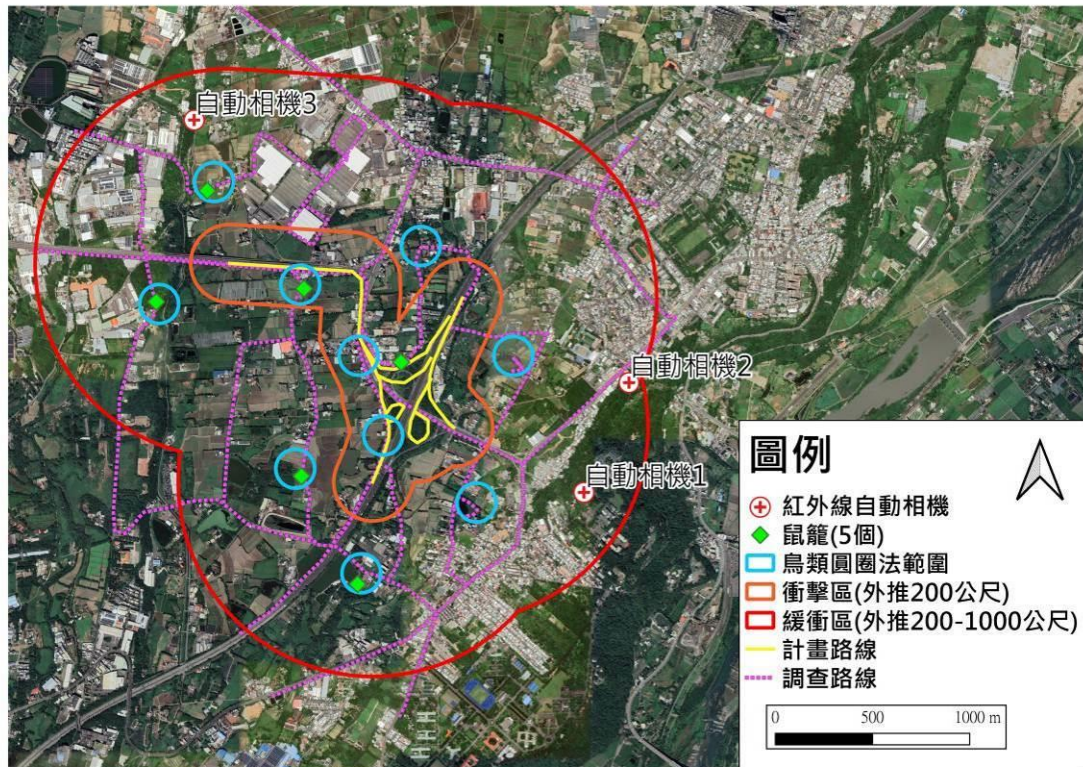 自動相機3
自動相機2
自動相機1
圖例
紅外線自動相機
鼠籠(5個)
鳥類圓圈法範圍
衝擊區(外推200公尺)
緩衝區(外推200-1000公尺)
計畫路線
調查路線
0 500 1000 m